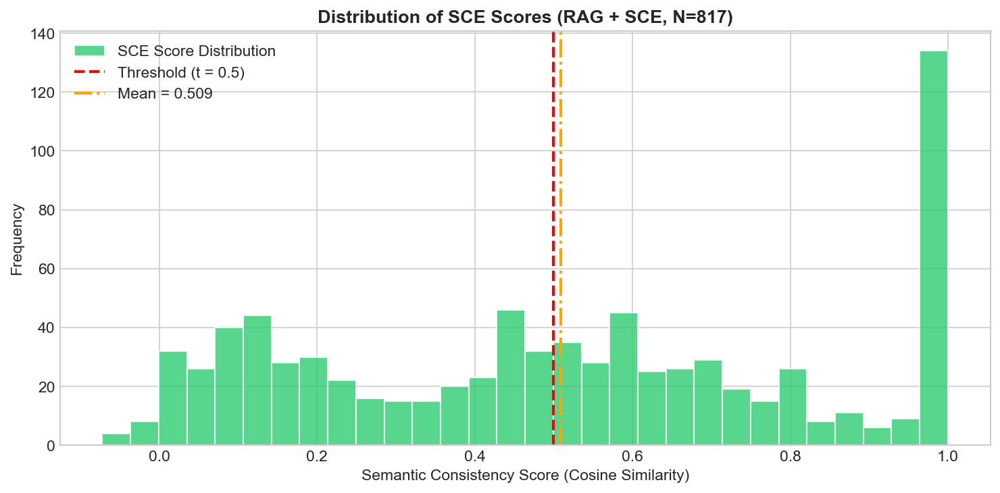 Distribution of SCE Scores (RAG + SCE, N=817)
SCE Score Distribution
Threshold (t = 0.5)
Mean = 0.509
Frequency
140
120
100
80
60
40
20
0
0.0 0.2 0.4 0.6 0.8 1.0
Semantic Consistency Score (Cosine Similarity)